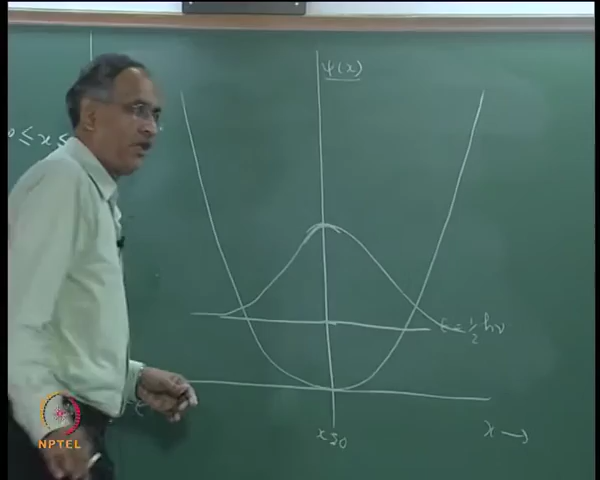 ψ(x)
0 ≤ x ≤
E = 1/2 hν
x=0
x →
NPTEL